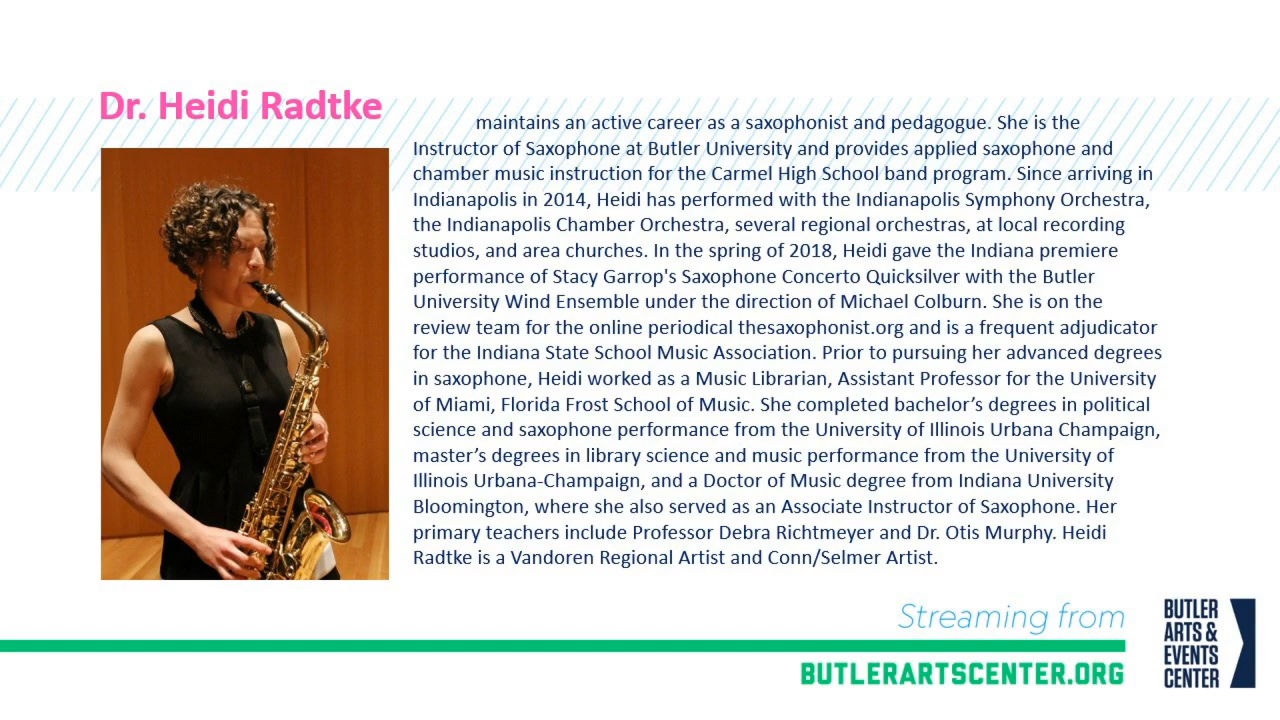 Dr. Heidi Radtke
maintains an active career as a saxophonist and pedagogue. She is the
Instructor of Saxophone at Butler University and provides applied saxophone and
chamber music instruction for the Carmel High School band program. Since arriving in
Indianapolis in 2014, Heidi has performed with the Indianapolis Symphony Orchestra,
the Indianapolis Chamber Orchestra, several regional orchestras, at local recording
studios, and area churches. In the spring of 2018, Heidi gave the Indiana premiere
performance of Stacy Garrop's Saxophone Concerto Quicksilver with the Butler
University Wind Ensemble under the direction of Michael Colburn. She is on the
review team for the online periodical thesaxophonist.org and is a frequent adjudicator
for the Indiana State School Music Association. Prior to pursuing her advanced degrees
in saxophone, Heidi worked as a Music Librarian, Assistant Professor for the University
of Miami, Florida Frost School of Music. She completed bachelor’s degrees in political
science and saxophone performance from the University of Illinois Urbana Champaign,
master’s degrees in library science and music performance from the University of
Illinois Urbana-Champaign, and a Doctor of Music degree from Indiana University
Bloomington, where she also served as an Associate Instructor of Saxophone. Her
primary teachers include Professor Debra Richtmeyer and Dr. Otis Murphy. Heidi
Radtke is a Vandoren Regional Artist and Conn/Selmer Artist.
Streaming from
BUTLERARTSCENTER.ORG
BUTLER
ARTS &
EVENTS
CENTER